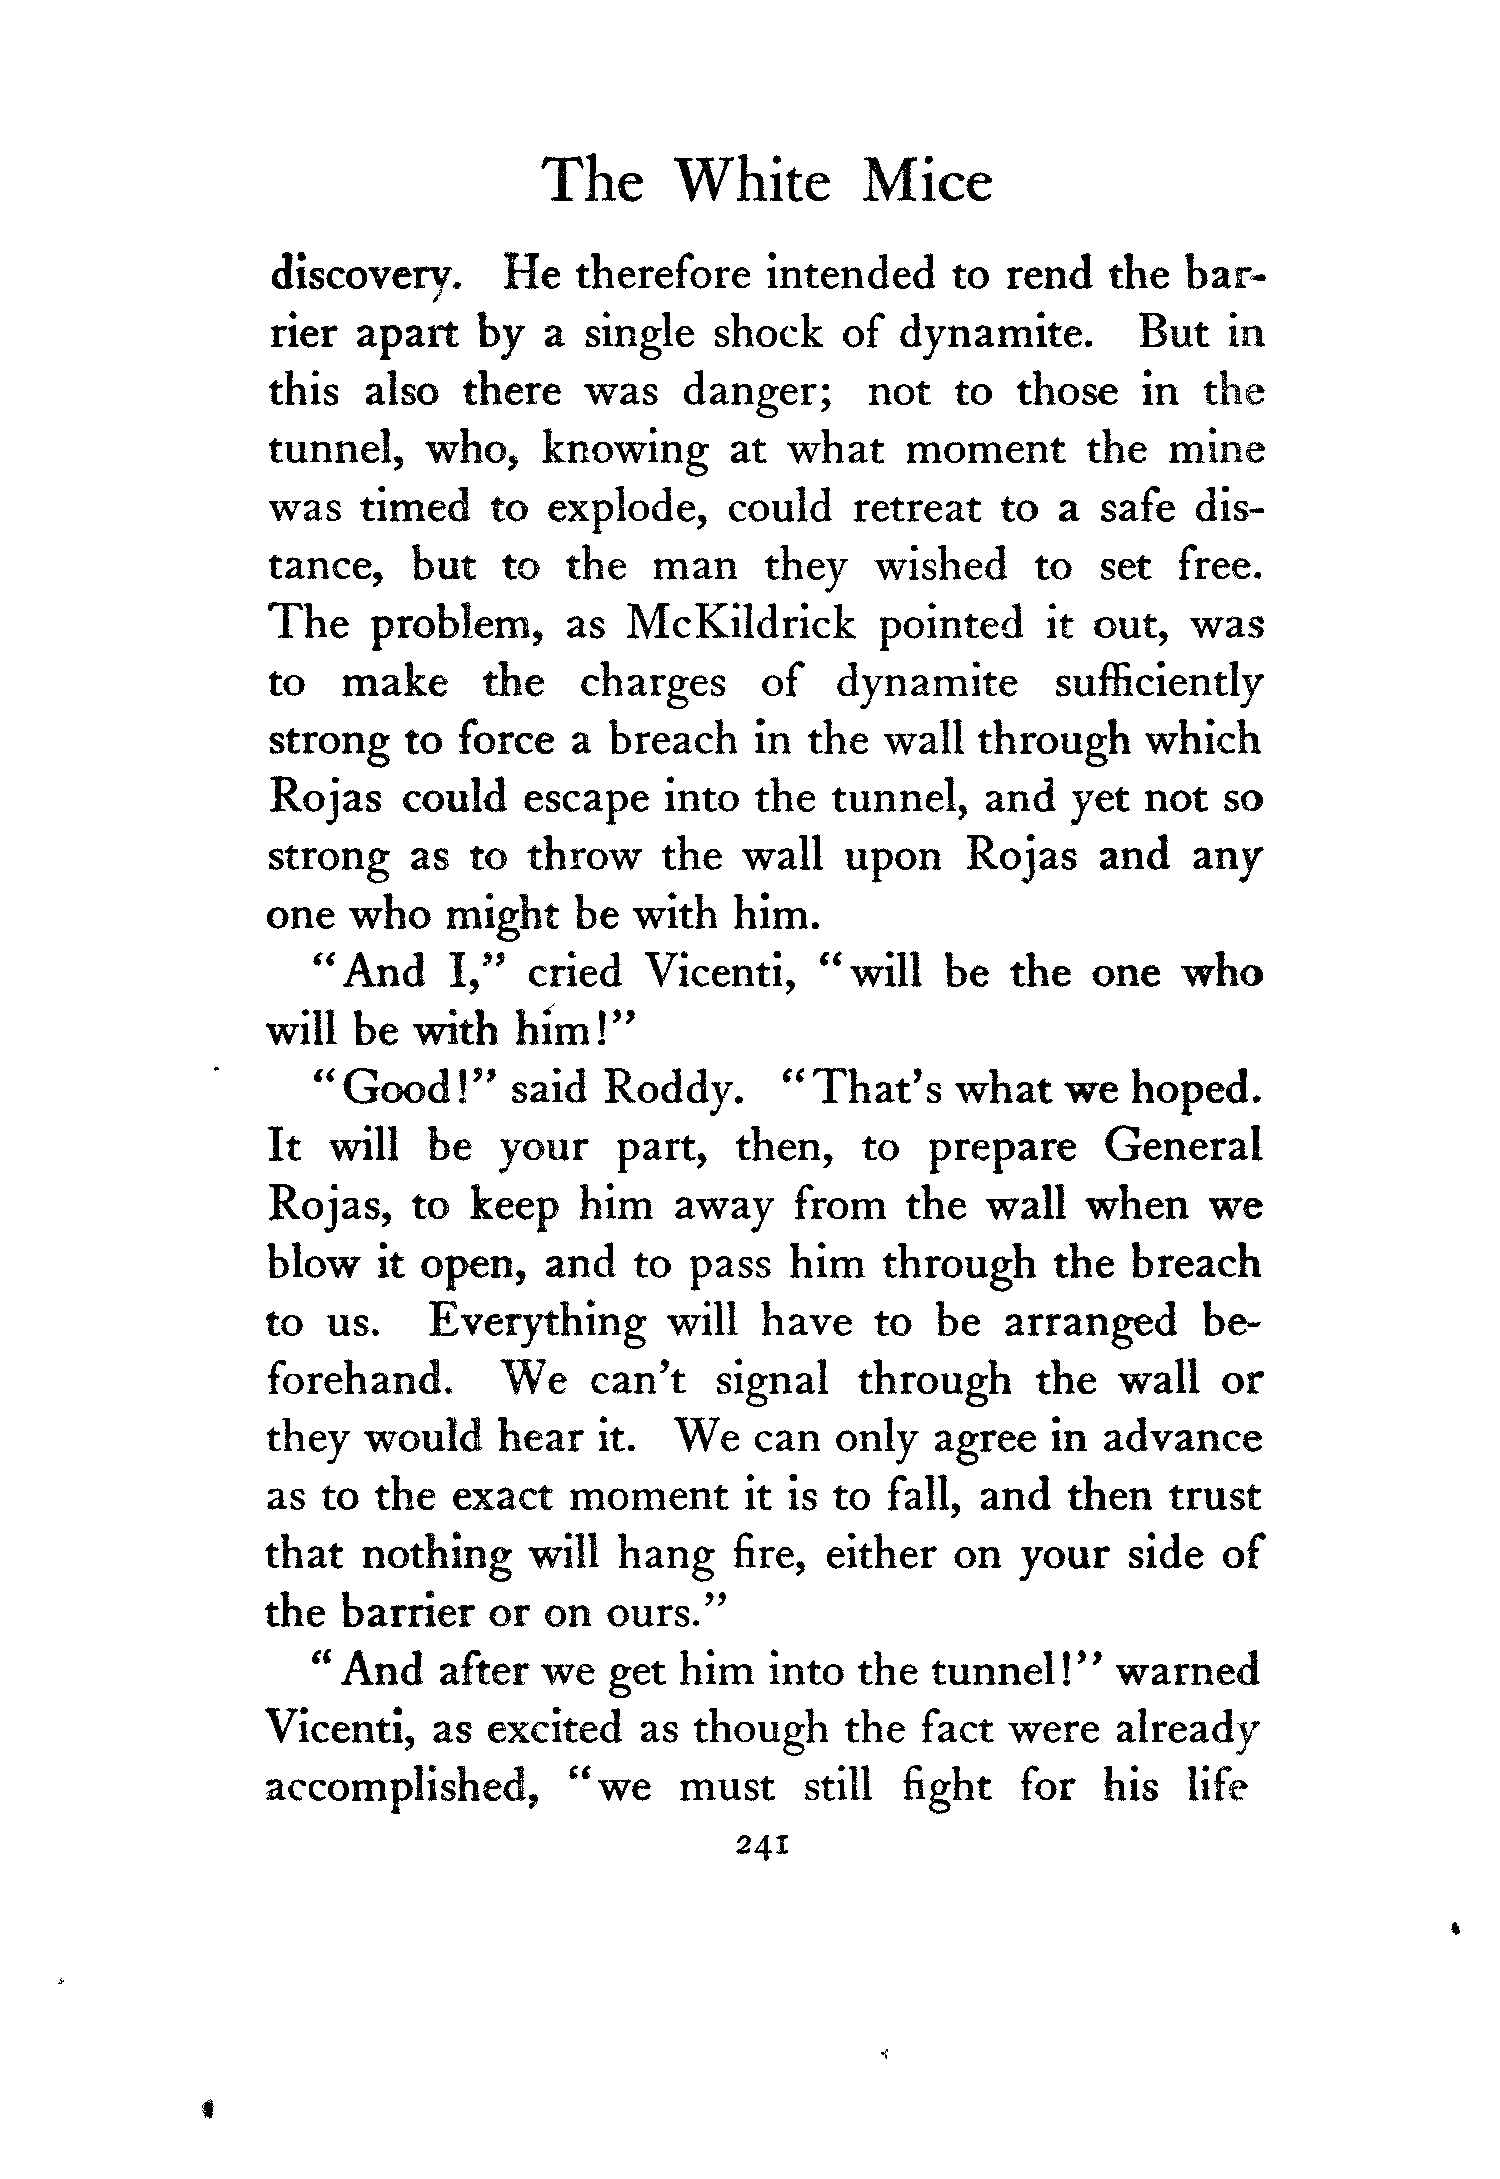 The White Mice
discovery. He therefore intended to rend the bar-
rier apart by a single shock of dynamite. But in
this also there was danger; not to those in the
tunnel, who, knowing at what moment the mine
was timed to explode, could retreat to a safe dis-
tance, but to the man they wished to set free.
The problem, as McKildrick pointed it out, was
to make the charges of dynamite sufficiently
strong to force a breach in the wall through which
Rojas could escape into the tunnel, and yet not so
strong as to throw the wall upon Rojas and any
one who might be with him.
"And I," cried Vicenti, "will be the one who
will be with him!"
"Good!" said Roddy. "That's what we hoped.
It will be your part, then, to prepare General
Rojas, to keep him away from the wall when we
blow it open, and to pass him through the breach
to us. Everything will have to be arranged be-
forehand. We can't signal through the wall or
they would hear it. We can only agree in advance
as to the exact moment it is to fall, and then trust
that nothing will hang fire, either on your side of
the barrier or on ours."
"And after we get him into the tunnel!" warned
Vicenti, as excited as though the fact were already
accomplished, "we must still fight for his life
241